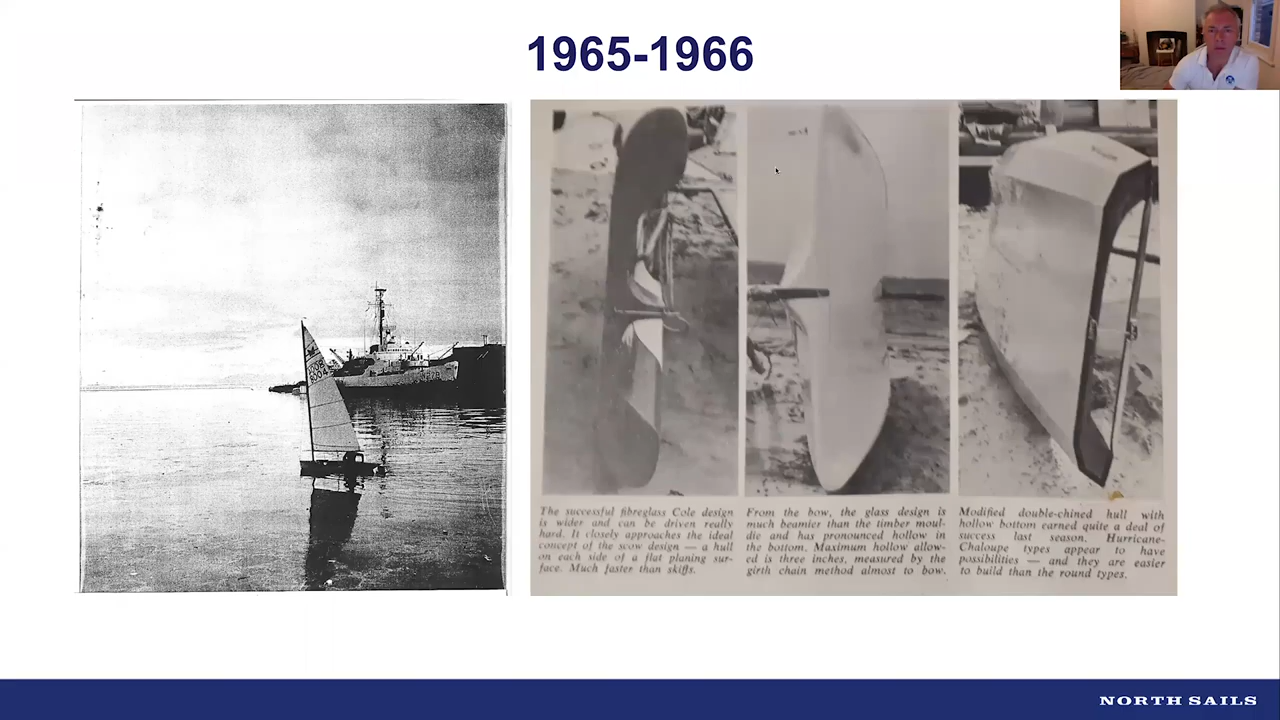 1965-1966
The successful fibreglass Cole design
is wider and can be driven really
hard. It closely approaches the ideal
concept of the scow design — a hull
on each side of a flat planing sur-
face. Much faster than skiffs.
From the bow, the glass design is
much beamier than the timber moul-
die and has pronounced hollow in
the bottom. Maximum hollow allow-
ed is three inches, measured by the
girth chain method almost to bow.
Modified double-chined hull with
hollow bottom earned quite a deal of
success last season. Hurricane-
Chaloupe types appear to have
possibilities — and they are easier
to build than the round types.
NORTH SAILS